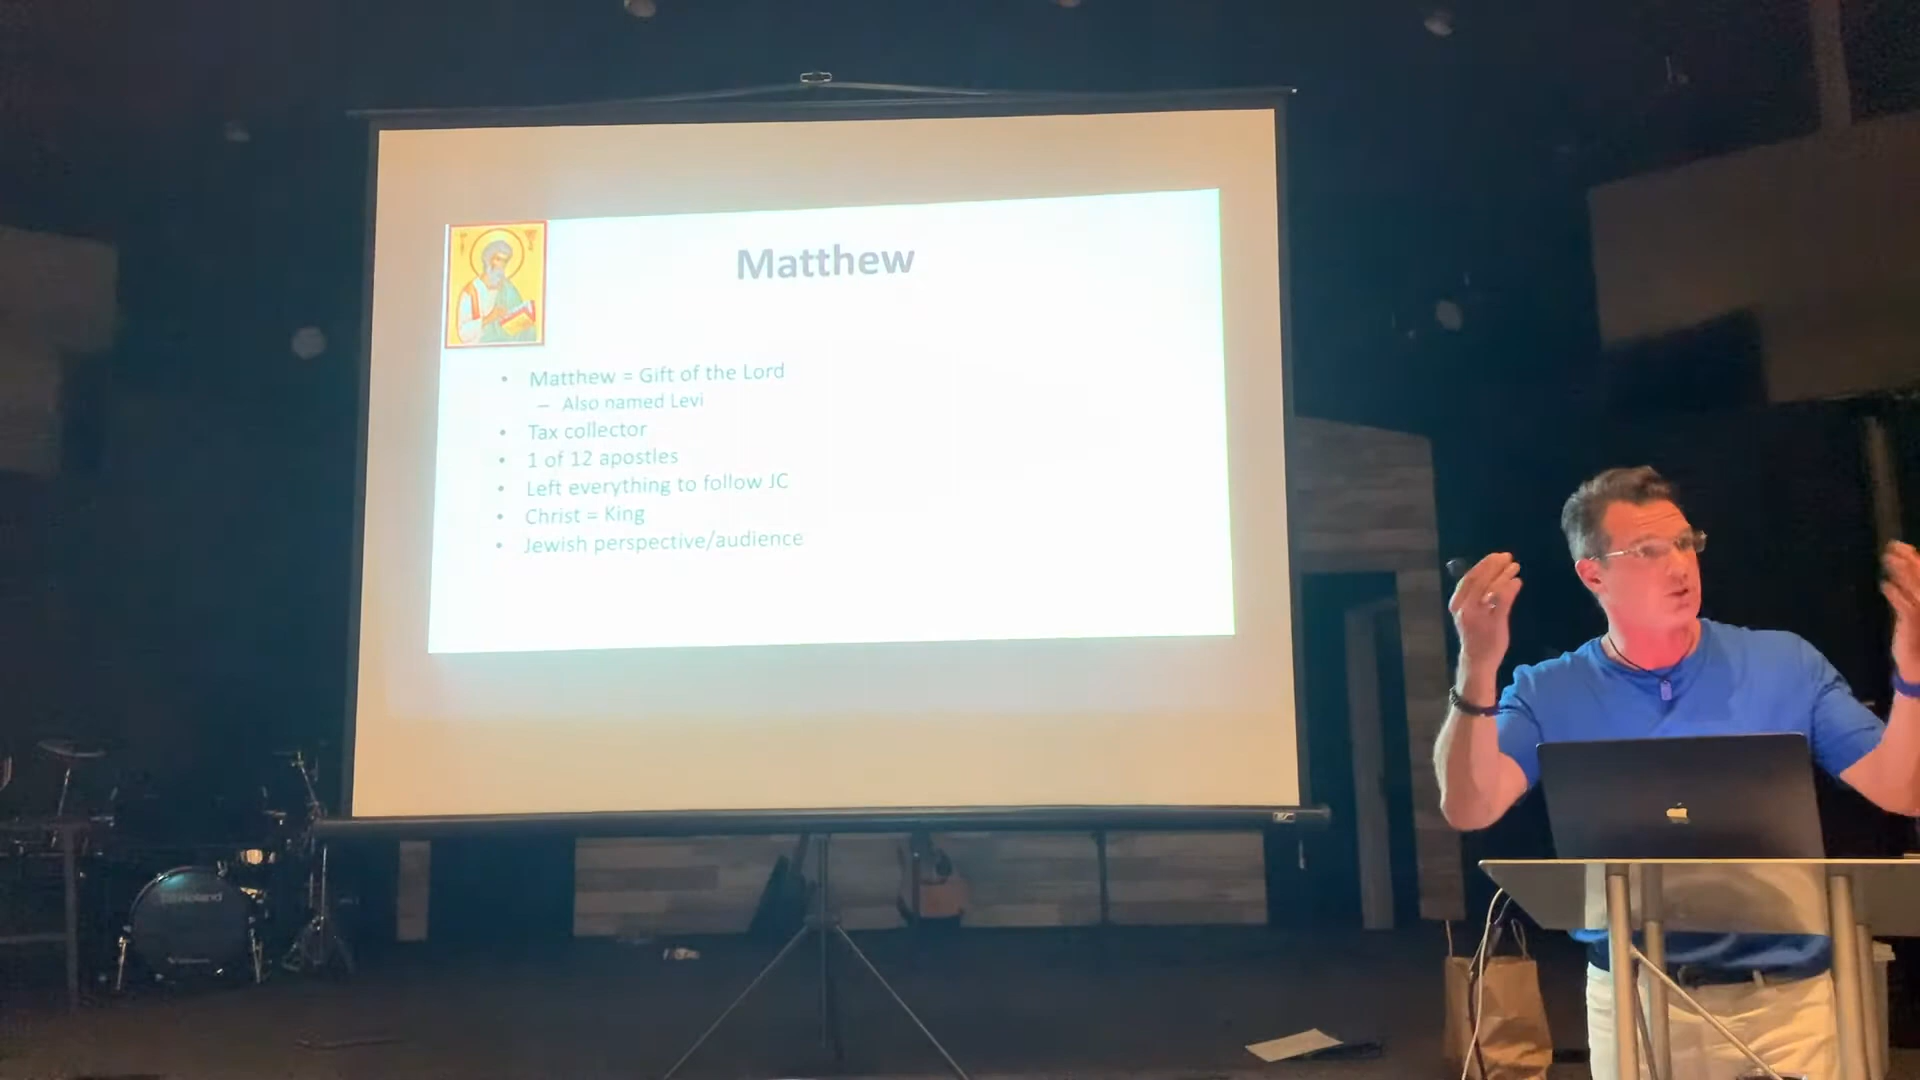 Matthew
• Matthew = Gift of the Lord
– Also named Levi
• Tax collector
• 1 of 12 apostles
• Left everything to follow JC
• Christ = King
• Jewish perspective/audience
Roland